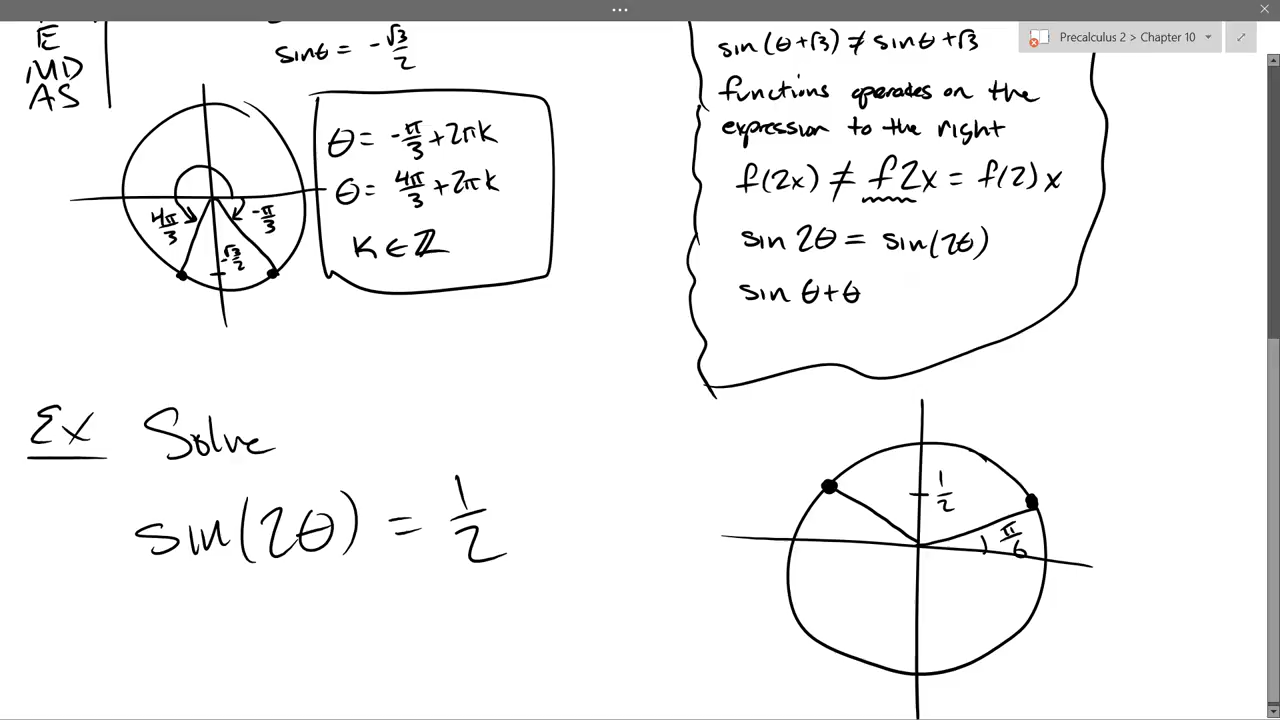 E
MD
AS
sinθ = -√3/2
4π/3
-π/3
-√3/2
θ = -π/3 + 2πk
θ = 4π/3 + 2πk
k ∈ ℤ
Precalculus 2 > Chapter 10
sin(θ+√3) ≠ sinθ + √3
functions operates on the
expression to the right
f(2x) ≠ f2x = f(2)x
sin 2θ = sin(2θ)
sin θ+θ
Ex Solve
sin(2θ) = 1/2
1/2
π/6